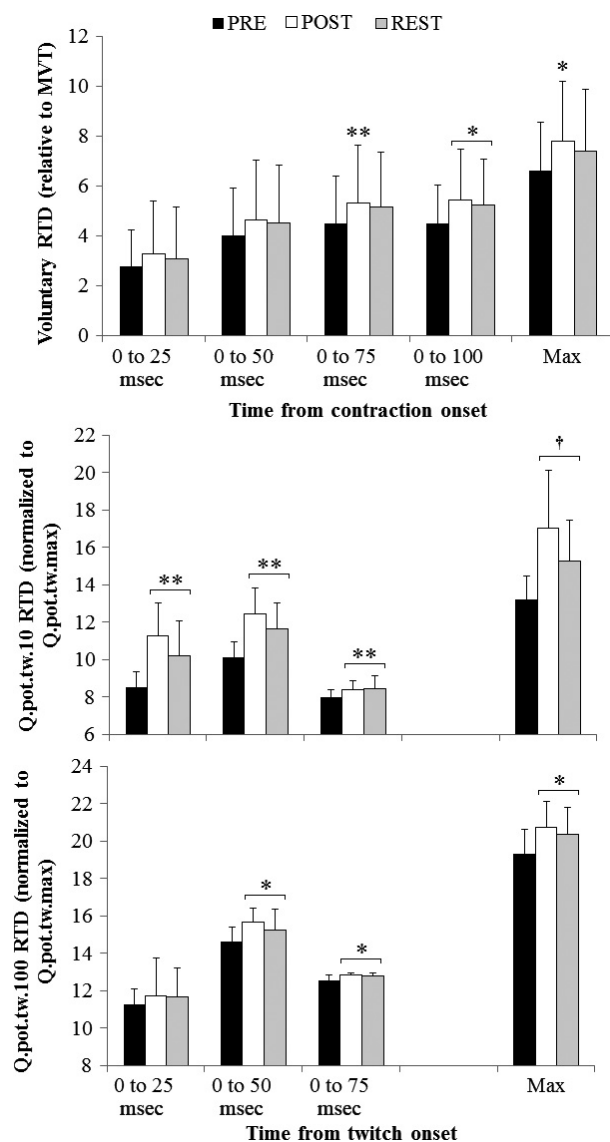 PRE POST REST
Voluntary RTD (relative to MVT)
12
10
8
6
4
2
0
**
*
*
0 to 25
msec
0 to 50
msec
0 to 75
msec
0 to 100
msec
Max
Time from contraction onset
Q.pot.tw.10 RTD (normalized to
Q.pot.tw.max)
22
20
18
16
14
12
10
8
6
**
**
**
†
Q.pot.tw.100 RTD (normalized to
Q.pot.tw.max)
24
22
20
18
16
14
12
10
8
*
*
*
0 to 25
msec
0 to 50
msec
0 to 75
msec
Max
Time from twitch onset